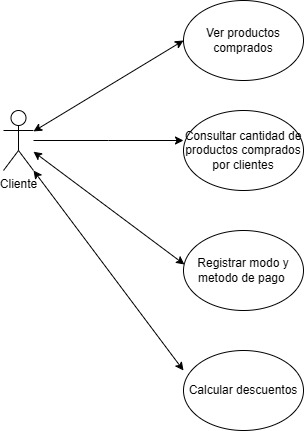 Ver productos
comprados
Consultar cantidad de
productos comprados
por clientes
Cliente
Registrar modo y
metodo de pago
Calcular descuentos